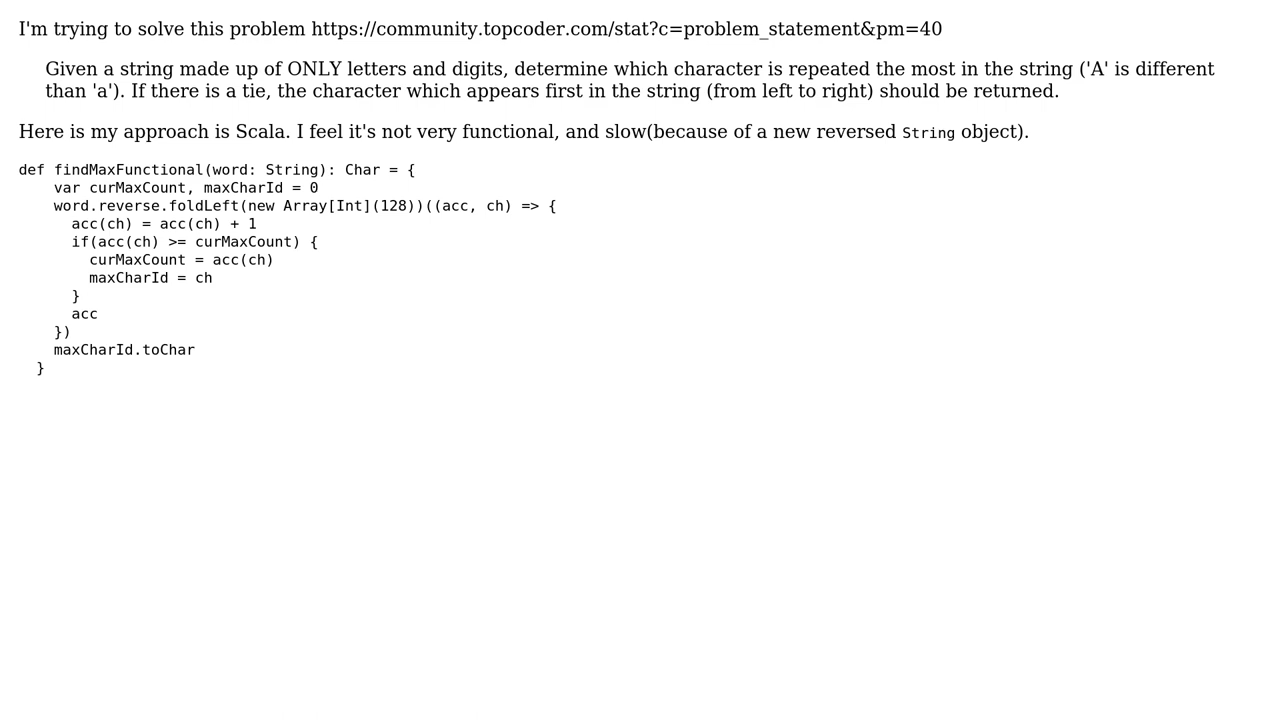 I'm trying to solve this problem https://community.topcoder.com/stat?c=problem_statement&pm=40
Given a string made up of ONLY letters and digits, determine which character is repeated the most in the string ('A' is different
than 'a'). If there is a tie, the character which appears first in the string (from left to right) should be returned.
Here is my approach is Scala. I feel it's not very functional, and slow(because of a new reversed String object).
def findMaxFunctional(word: String): Char = {
    var curMaxCount, maxCharId = 0
    word.reverse.foldLeft(new Array[Int](128))((acc, ch) => {
      acc(ch) = acc(ch) + 1
      if(acc(ch) >= curMaxCount) {
        curMaxCount = acc(ch)
        maxCharId = ch
      }
      acc
    })
    maxCharId.toChar
  }